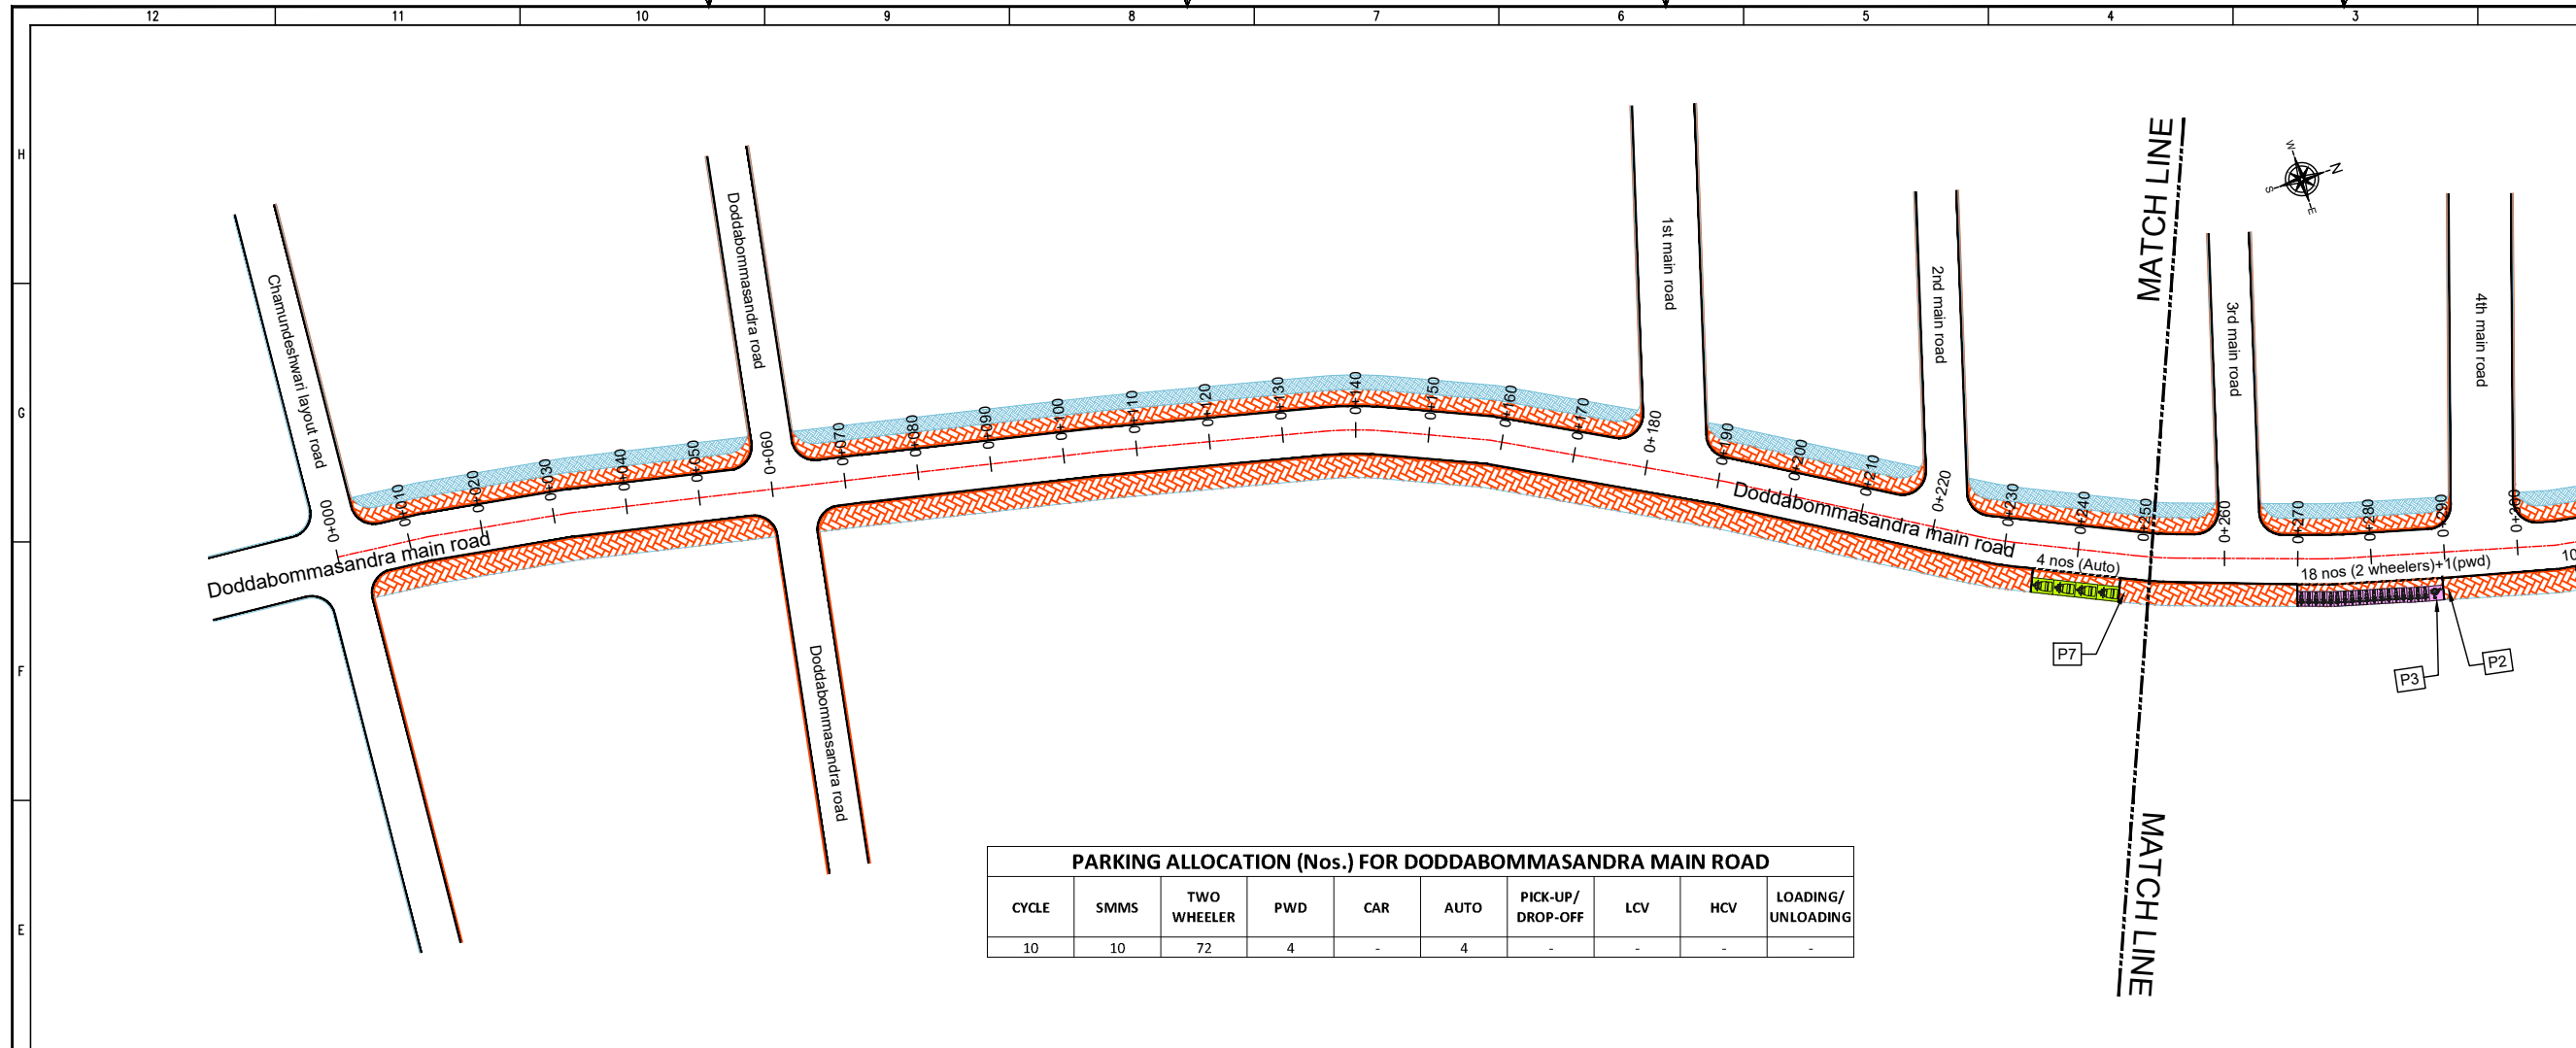 12 11 10 9 8 7 6 5 4 3
H
G
F
E
MATCH LINE
W
N
S
E
Chamundeshwari layout road
Doddabommasandra road
1st main road
2nd main road
3rd main road
4th main road
0+000
0+010
0+020
0+030
0+040
0+050
0+060
0+070
0+080
0+090
0+100
0+110
0+120
0+130
0+140
0+150
0+160
0+170
0+180
0+190
0+200
0+210
0+220
0+230
0+240
0+250
0+260
0+270
0+280
0+290
0+300
Doddabommasandra main road
Doddabommasandra main road
4 nos (Auto)
18 nos (2 wheelers)+1(pwd)
10
P7
P3
P2
Doddabommasandra road
MATCH LINE
PARKING ALLOCATION (Nos.) FOR DODDABOMMASANDRA MAIN ROAD
CYCLE SMMS TWO WHEELER PWD CAR AUTO PICK-UP/ DROP-OFF LCV HCV LOADING/ UNLOADING
10 10 72 4 - 4 - - - -